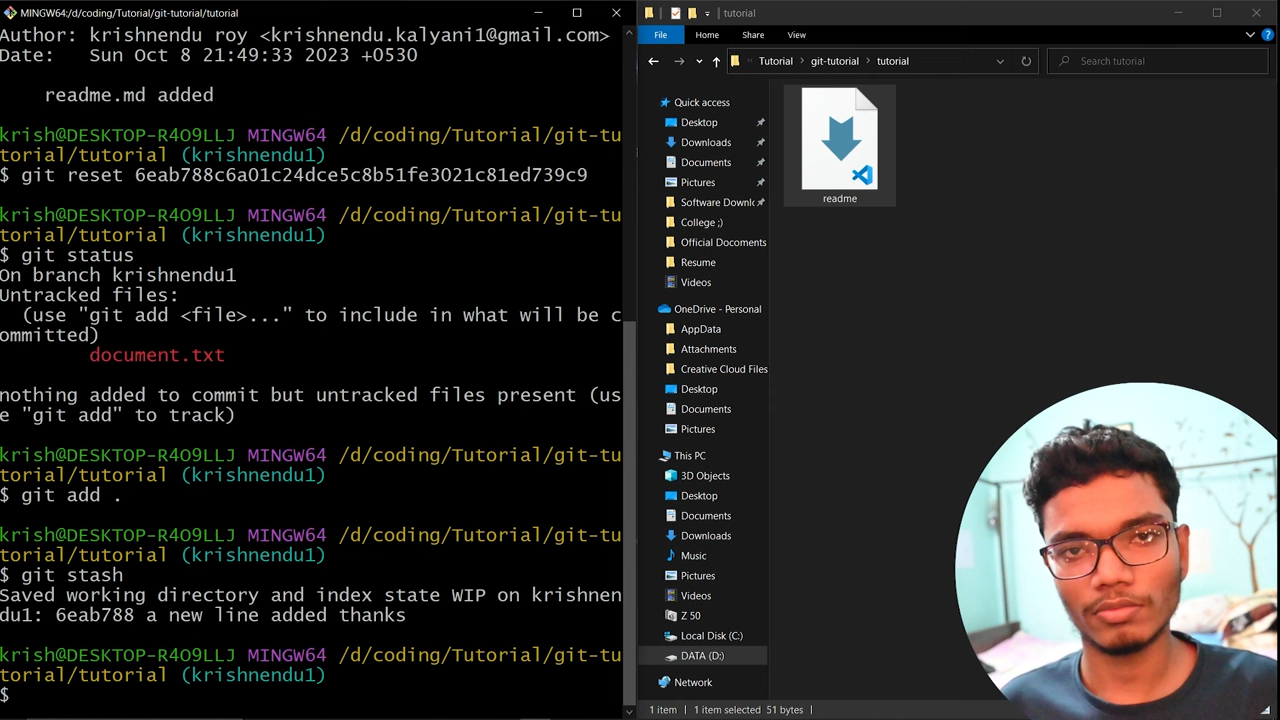 MINGW64:/d/coding/Tutorial/git-tutorial/tutorial
Author: krishnendu roy <krishnendu.kalyani1@gmail.com>
Date:   Sun Oct 8 21:49:33 2023 +0530
readme.md added
krish@DESKTOP-R4O9LLJ MINGW64 /d/coding/Tutorial/git-tu
torial/tutorial (krishnendu1)
$ git reset 6eab788c6a01c24dce5c8b51fe3021c81ed739c9
krish@DESKTOP-R4O9LLJ MINGW64 /d/coding/Tutorial/git-tu
torial/tutorial (krishnendu1)
$ git status
On branch krishnendu1
Untracked files:
(use "git add <file>..." to include in what will be c
ommitted)
document.txt
nothing added to commit but untracked files present (us
e "git add" to track)
krish@DESKTOP-R4O9LLJ MINGW64 /d/coding/Tutorial/git-tu
torial/tutorial (krishnendu1)
$ git add .
krish@DESKTOP-R4O9LLJ MINGW64 /d/coding/Tutorial/git-tu
torial/tutorial (krishnendu1)
$ git stash
Saved working directory and index state WIP on krishnen
du1: 6eab788 a new line added thanks
krish@DESKTOP-R4O9LLJ MINGW64 /d/coding/Tutorial/git-tu
torial/tutorial (krishnendu1)
$
tutorial
File Home Share View
Tutorial git-tutorial tutorial
Search tutorial
Quick access
Desktop
Downloads
Documents
Pictures
Software Downlo
College ;)
Official Docoments
Resume
Videos
OneDrive - Personal
AppData
Attachments
Creative Cloud Files
Desktop
Documents
Pictures
This PC
3D Objects
Desktop
Documents
Downloads
Music
Pictures
Videos
Z 50
Local Disk (C:)
DATA (D:)
Network
readme
1 item 1 item selected 51 bytes